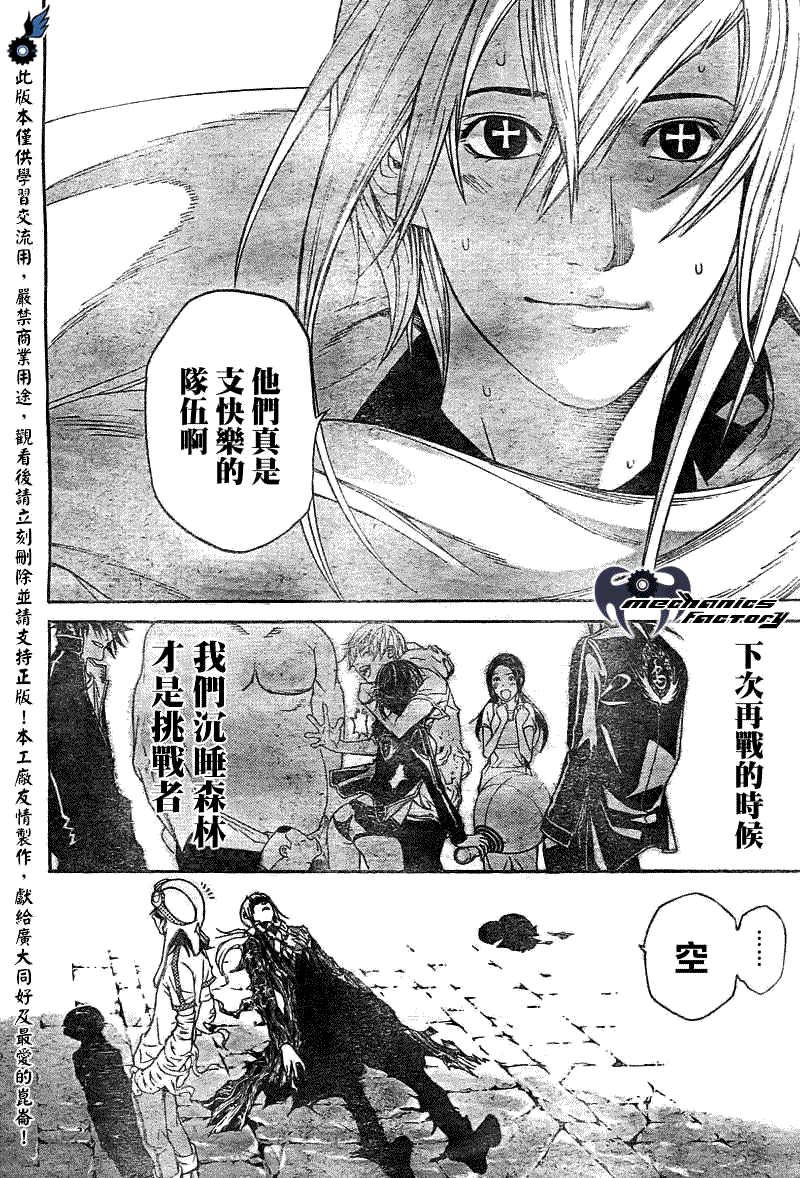 他們真是
支快樂的
隊伍啊
下次再戰的時候
我們沉睡森林
才是挑戰者
……
空
mechanics
Factory
此版本僅供學習交流用，嚴禁商業用途，觀看後請立刻刪除並請支持正版！本工廠友情製作，獻給廣大同好及最愛的崑崙！